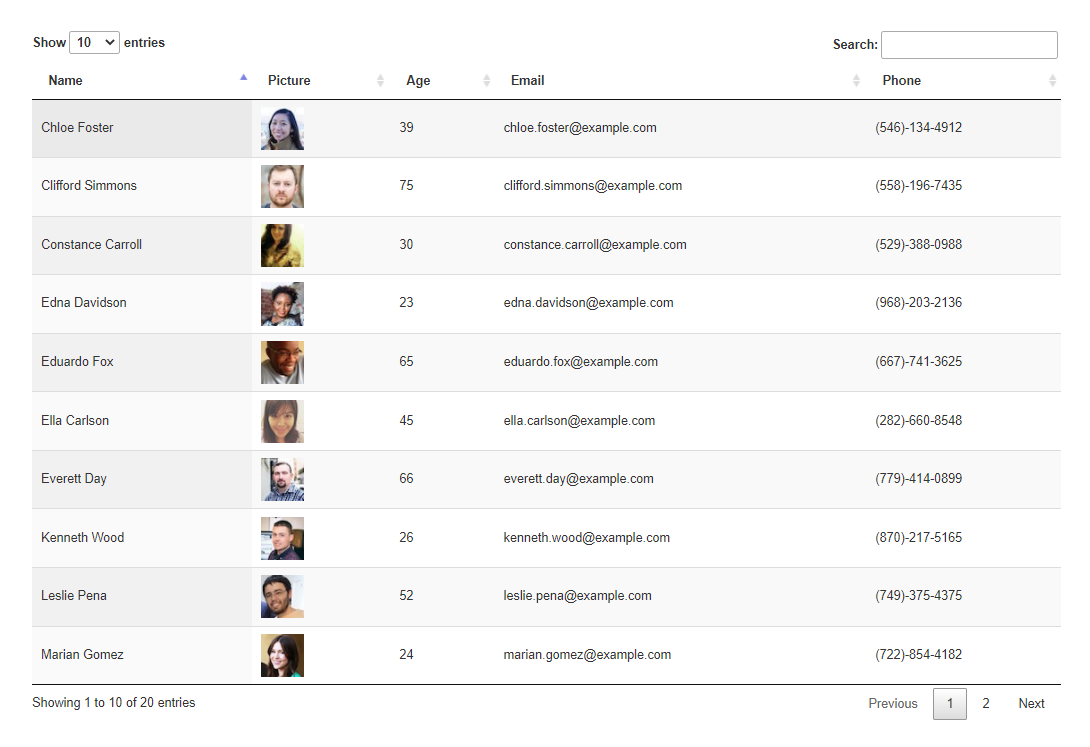 Show 10 entries Search:
Name Picture Age Email Phone
Chloe Foster 39 chloe.foster@example.com (546)-134-4912
Clifford Simmons 75 clifford.simmons@example.com (558)-196-7435
Constance Carroll 30 constance.carroll@example.com (529)-388-0988
Edna Davidson 23 edna.davidson@example.com (968)-203-2136
Eduardo Fox 65 eduardo.fox@example.com (667)-741-3625
Ella Carlson 45 ella.carlson@example.com (282)-660-8548
Everett Day 66 everett.day@example.com (779)-414-0899
Kenneth Wood 26 kenneth.wood@example.com (870)-217-5165
Leslie Pena 52 leslie.pena@example.com (749)-375-4375
Marian Gomez 24 marian.gomez@example.com (722)-854-4182
Showing 1 to 10 of 20 entries Previous 1 2 Next